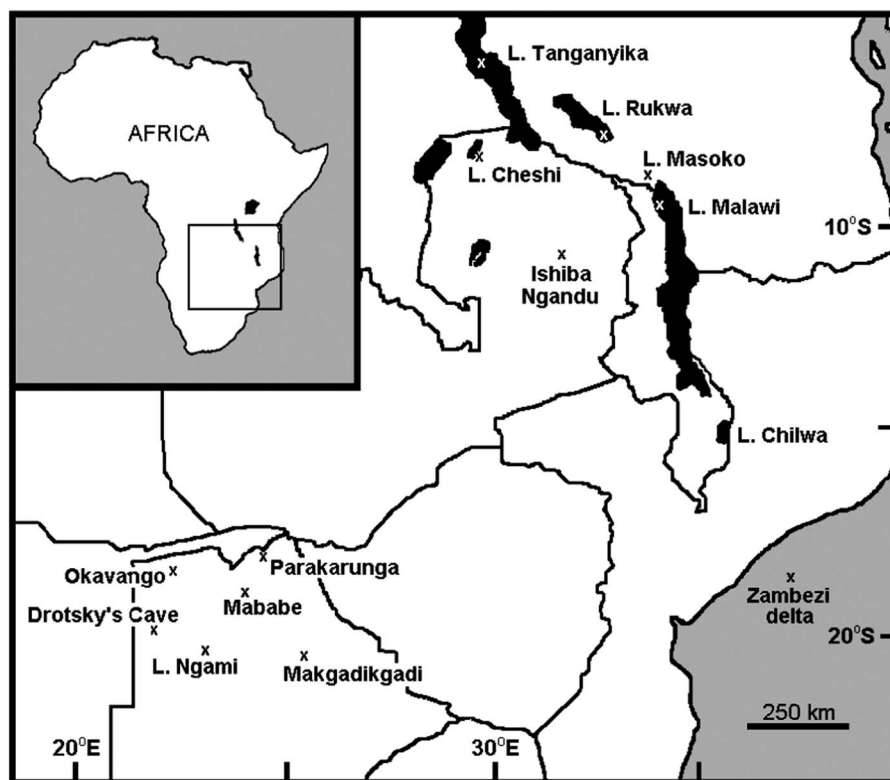 AFRICA
L. Tanganyika
L. Rukwa
L. Masoko
L. Cheshi
L. Malawi
10°S
Ishiba
Ngandu
L. Chilwa
Parakarunga
Okavango
Mababe
Zambezi
delta
Drotsky's Cave
20°S
L. Ngami
Makgadikgadi
250 km
20°E
30°E